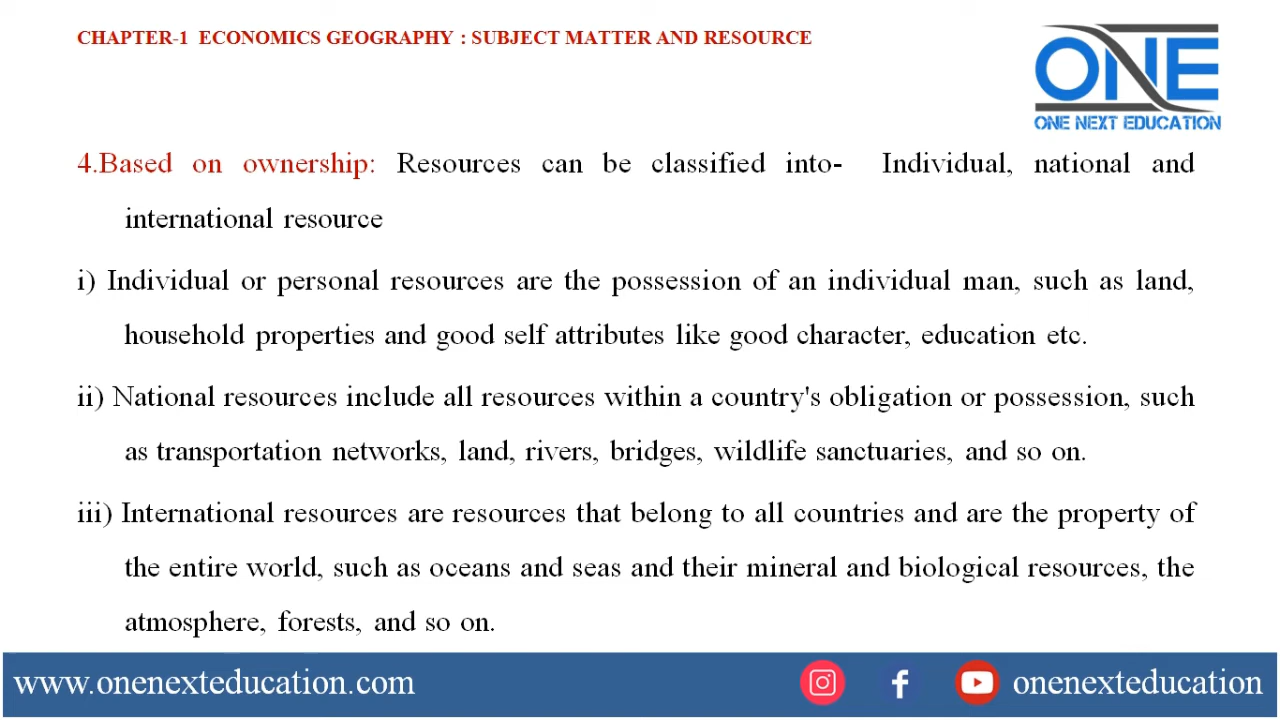 CHAPTER-1 ECONOMICS GEOGRAPHY : SUBJECT MATTER AND RESOURCE
ONE
ONE NEXT EDUCATION
4.Based on ownership: Resources can be classified into- Individual, national and
international resource
i) Individual or personal resources are the possession of an individual man, such as land,
household properties and good self attributes like good character, education etc.
ii) National resources include all resources within a country's obligation or possession, such
as transportation networks, land, rivers, bridges, wildlife sanctuaries, and so on.
iii) International resources are resources that belong to all countries and are the property of
the entire world, such as oceans and seas and their mineral and biological resources, the
atmosphere, forests, and so on.
www.onenexteducation.com
onenexteducation